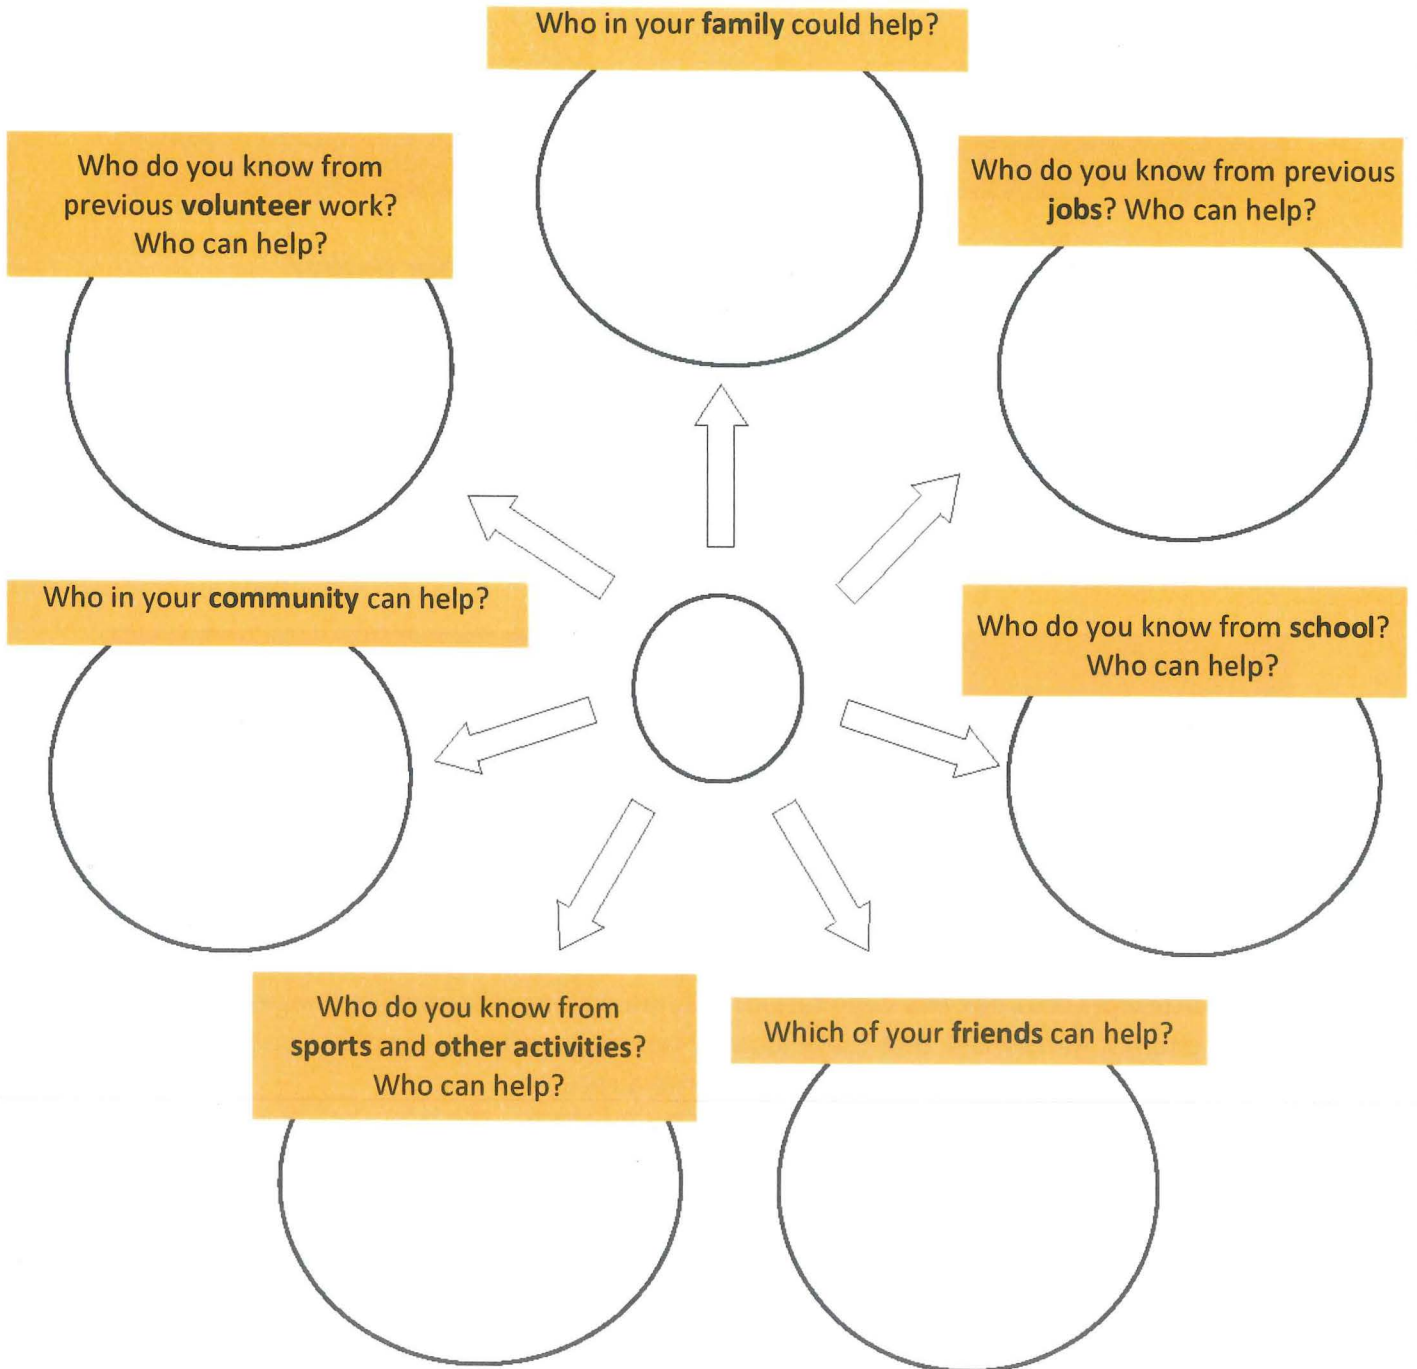 Who in your family could help?
Who do you know from
previous volunteer work?
Who can help?
Who do you know from previous
jobs? Who can help?
Who in your community can help?
Who do you know from school?
Who can help?
Who do you know from
sports and other activities?
Who can help?
Which of your friends can help?